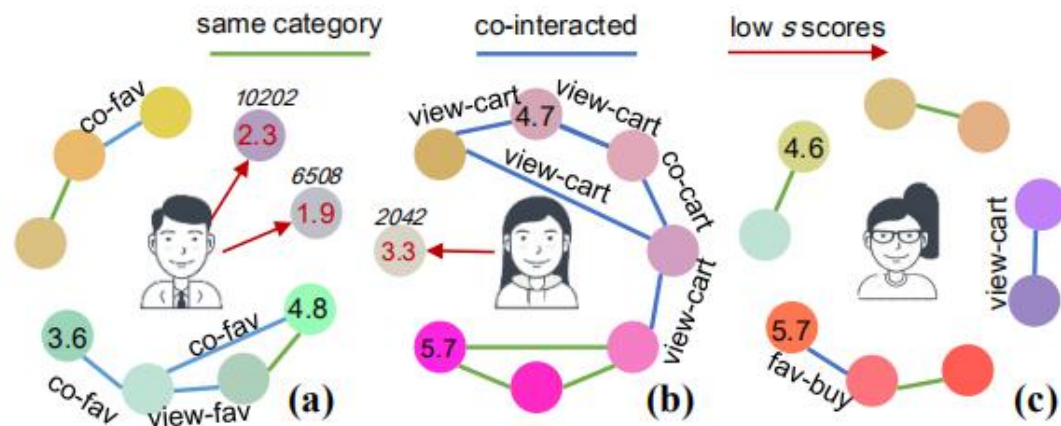 same category
co-interacted
low s scores
co-fav
10202
2.3
6508
1.9
3.6
co-fav
4.8
co-fav
view-fav
(a)
view-cart
4.7
view-cart
view-cart
co-cart
2042
3.3
view-cart
5.7
(b)
4.6
view-cart
5.7
fav-buy
(c)